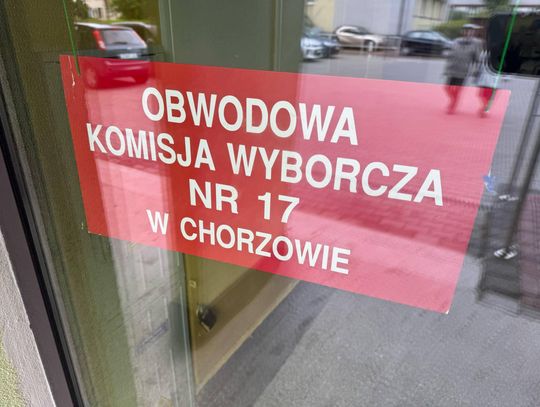 OBWODOWA
KOMISJA WYBORCZA
NR 17
W CHORZOWIE